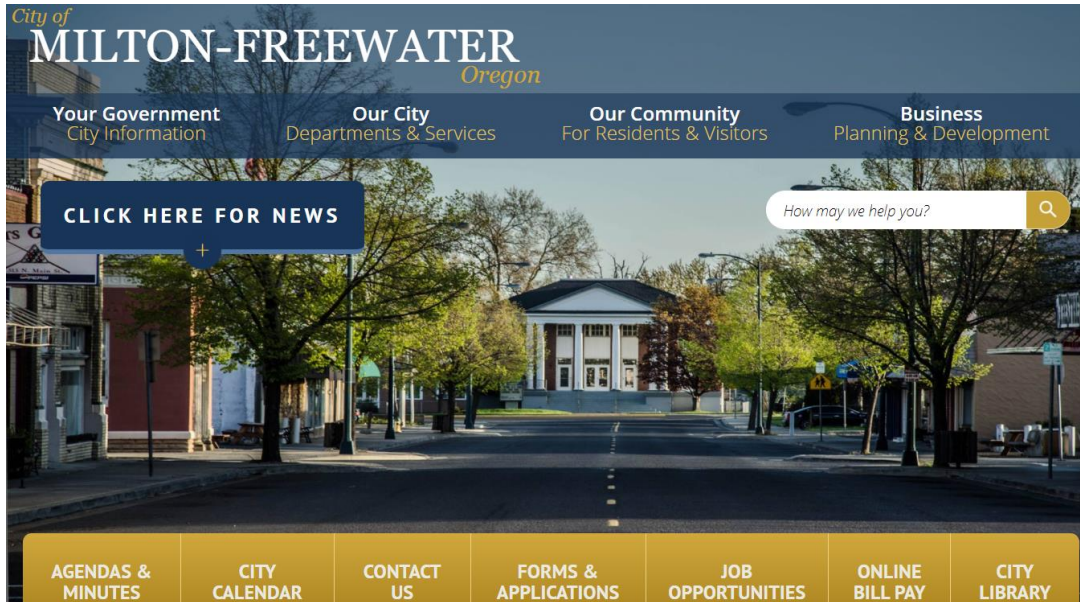 City of
MILTON-FREEWATER
Oregon
Your Government
City Information
Our City
Departments & Services
Our Community
For Residents & Visitors
Business
Planning & Development
CLICK HERE FOR NEWS
+
How may we help you?
AGENDAS &
MINUTES
CITY
CALENDAR
CONTACT
US
FORMS &
APPLICATIONS
JOB
OPPORTUNITIES
ONLINE
BILL PAY
CITY
LIBRARY